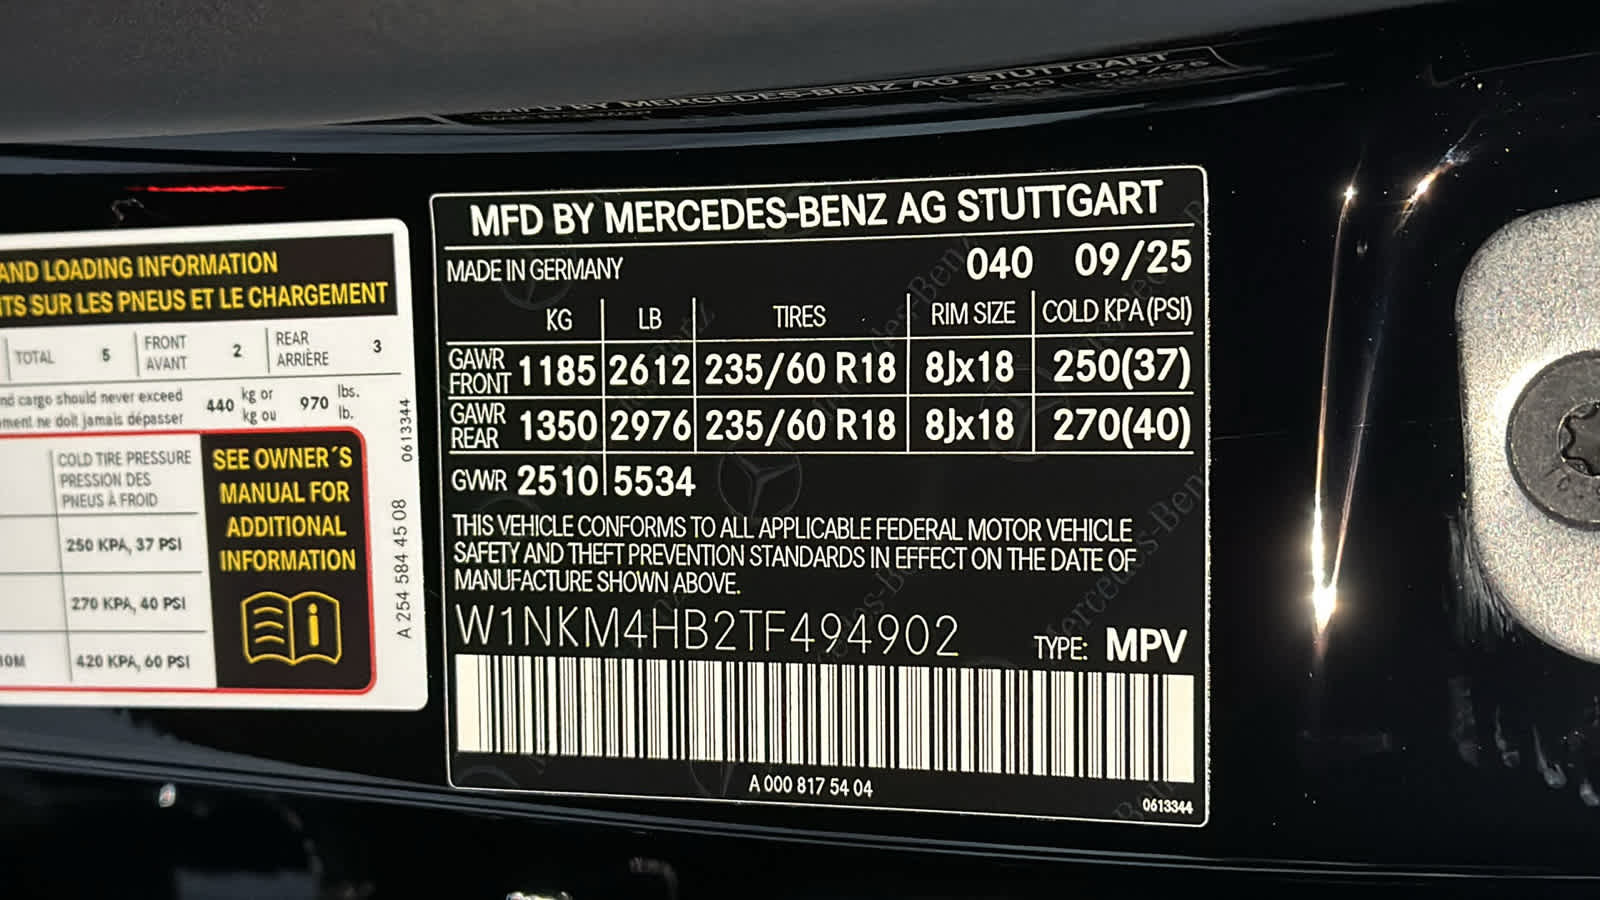 AND LOADING INFORMATION
TS SUR LES PNEUS ET LE CHARGEMENT
TOTAL 5 FRONT AVANT 2 REAR ARRIÈRE 3
nd cargo should never exceed 440 kg or 970 lbs.
ment ne doit jamais dépasser kg ou lb.
COLD TIRE PRESSURE
PRESSION DES
PNEUS À FROID
250 KPA, 37 PSI
270 KPA, 40 PSI
420 KPA, 60 PSI
SEE OWNER´S
MANUAL FOR
ADDITIONAL
INFORMATION
i
A 254 584 45 08
0613344
MFD BY MERCEDES-BENZ AG STUTTGART
MADE IN GERMANY 040 09/25
KG LB TIRES RIM SIZE COLD KPA(PSI)
GAWR FRONT 1185 2612 235/60 R18 8Jx18 250(37)
GAWR REAR 1350 2976 235/60 R18 8Jx18 270(40)
GVWR 2510 5534
THIS VEHICLE CONFORMS TO ALL APPLICABLE FEDERAL MOTOR VEHICLE
SAFETY AND THEFT PREVENTION STANDARDS IN EFFECT ON THE DATE OF
MANUFACTURE SHOWN ABOVE.
W1NKM4HB2TF494902 TYPE: MPV
A 000 817 54 04
0613344